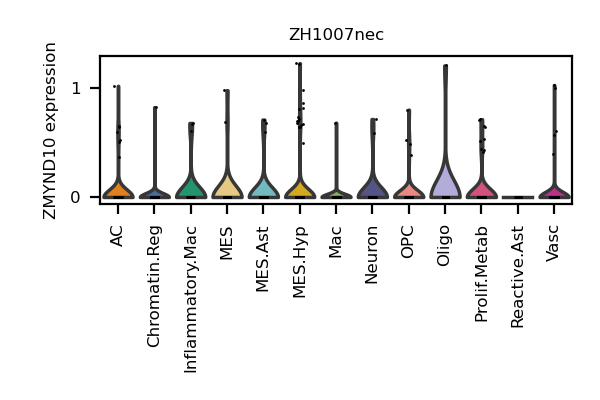 ZH1007nec
ZMYND10 expression
1
0
AC
Chromatin.Reg
Inflammatory.Mac
MES
MES.Ast
MES.Hyp
Mac
Neuron
OPC
Oligo
Prolif.Metab
Reactive.Ast
Vasc